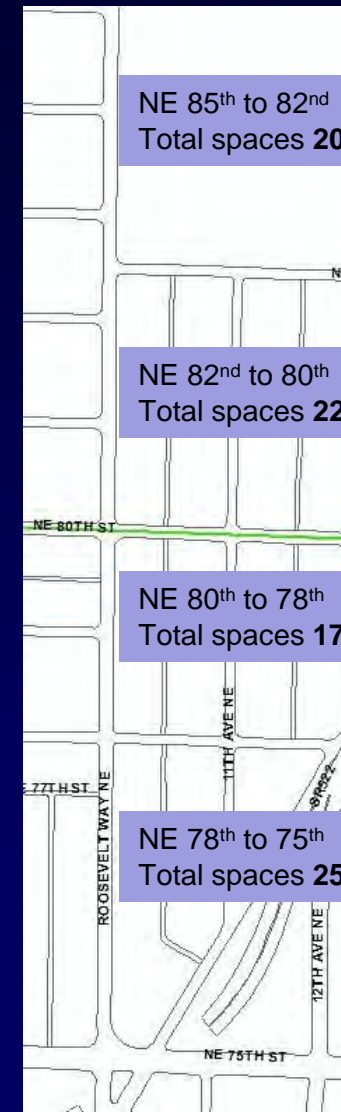 NE 85th to 82nd
Total spaces 20
N
NE 82nd to 80th
Total spaces 22
NE 80TH ST
NE 80th to 78th
Total spaces 17
11TH AVE NE
SR522
E 77TH ST
ROOSEVELT WAY NE
NE 78th to 75th
Total spaces 25
12TH AVE NE
NE 75TH ST